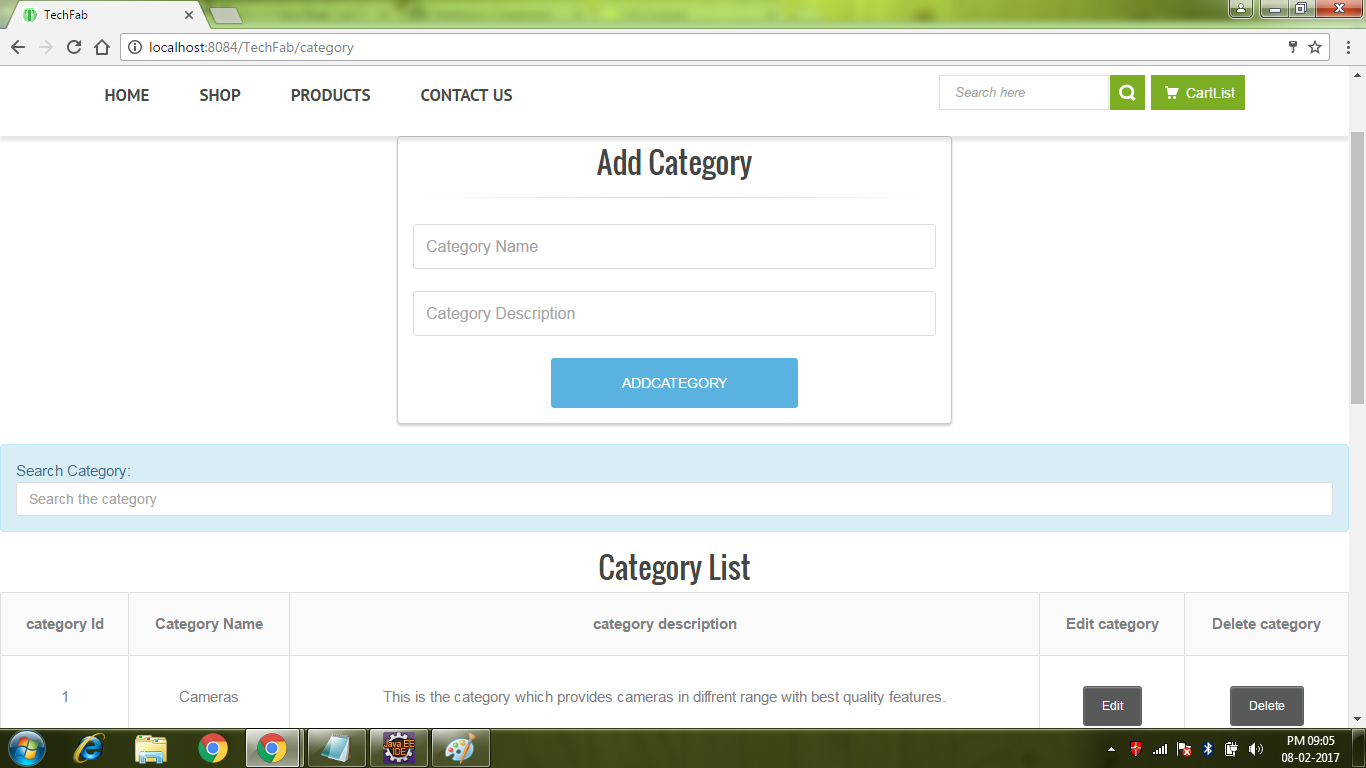 TechFab
localhost:8084/TechFab/category
HOME SHOP PRODUCTS CONTACT US
Search here
CartList
Add Category
Category Name
Category Description
ADDCATEGORY
Search Category:
Search the category
Category List
category Id Category Name category description Edit category Delete category
1 Cameras This is the category which provides cameras in diffrent range with best quality features. Edit Delete
Java EE
IDE
PM 09:05
08-02-2017